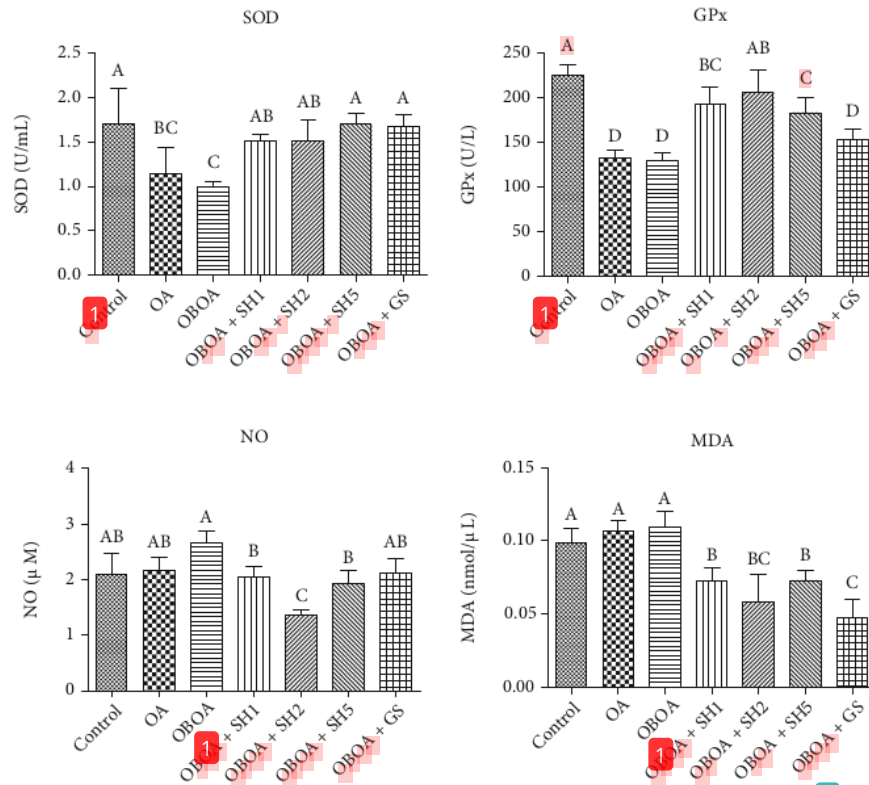 SOD
SOD (U/mL)
2.5
2.0
1.5
1.0
0.5
0.0
A
BC
C
AB
AB
A
A
Control
OA
OBOA
OBOA + SH1
OBOA + SH2
OBOA + SH5
OBOA + GS
1
GPx
GPx (U/L)
250
200
150
100
50
0
A
D
D
BC
AB
C
D
Control
OA
OBOA
OBOA + SH1
OBOA + SH2
OBOA + SH5
OBOA + GS
1
NO
NO (µ M)
4
3
2
1
0
AB
AB
A
B
C
B
AB
Control
OA
OBOA
OBOA + SH1
OBOA + SH2
OBOA + SH5
OBOA + GS
1
MDA
MDA (nmol/µ L)
0.15
0.10
0.05
0.00
A
A
A
B
BC
B
C
Control
OA
OBOA
OBOA + SH1
OBOA + SH2
OBOA + SH5
OBOA + GS
1